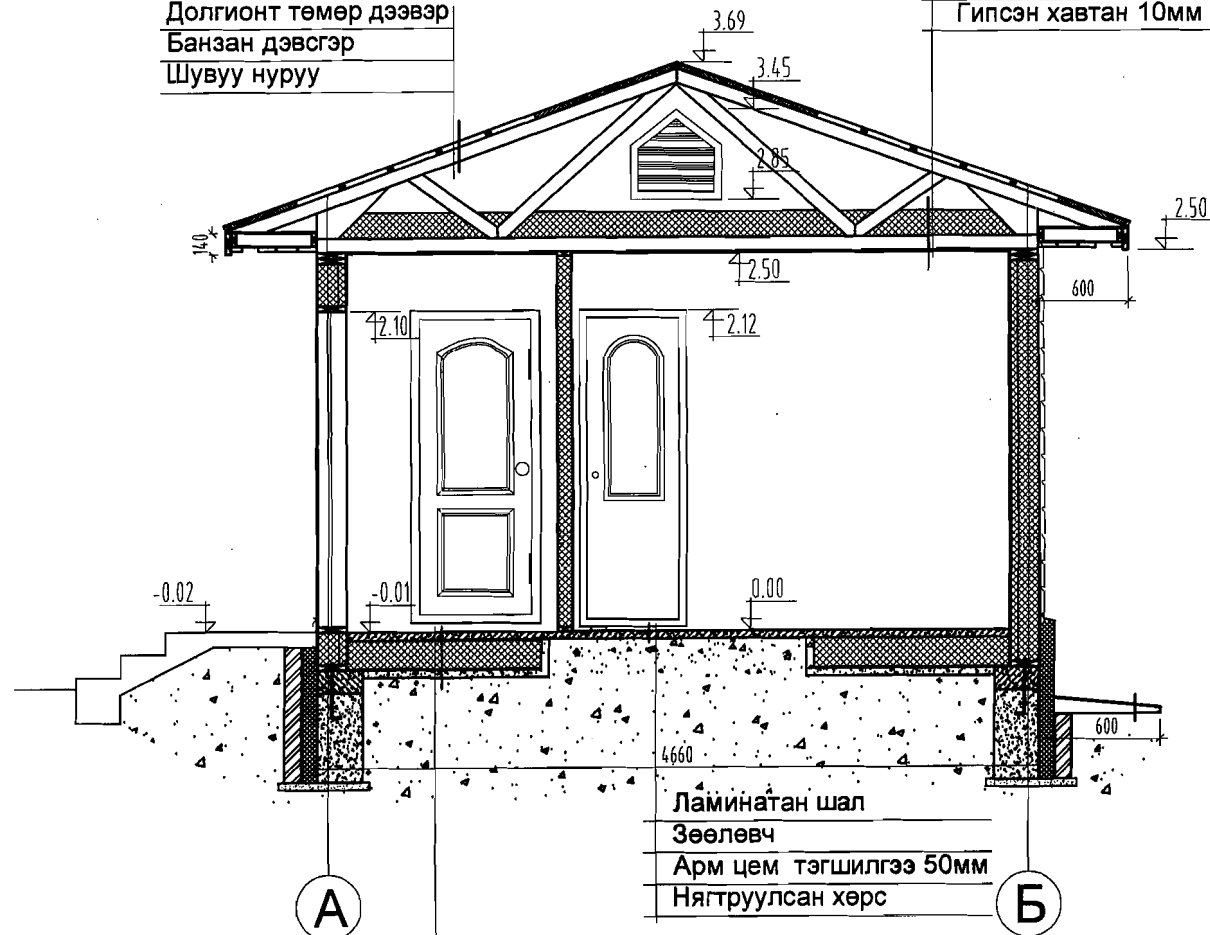 Долгионт төмөр дээвэр
Банзан дэвсгэр
Шувуу нуруу
Гипсэн хавтан 10мм
3.69
3.45
2.85
2.50
140
2.50
600
2.10
2.12
-0.02
-0.01
0.00
600
4660
Ламинатан шал
Зөөлөвч
Арм цем тэгшилгээ 50мм
Нягтруулсан хөрс
А
Б